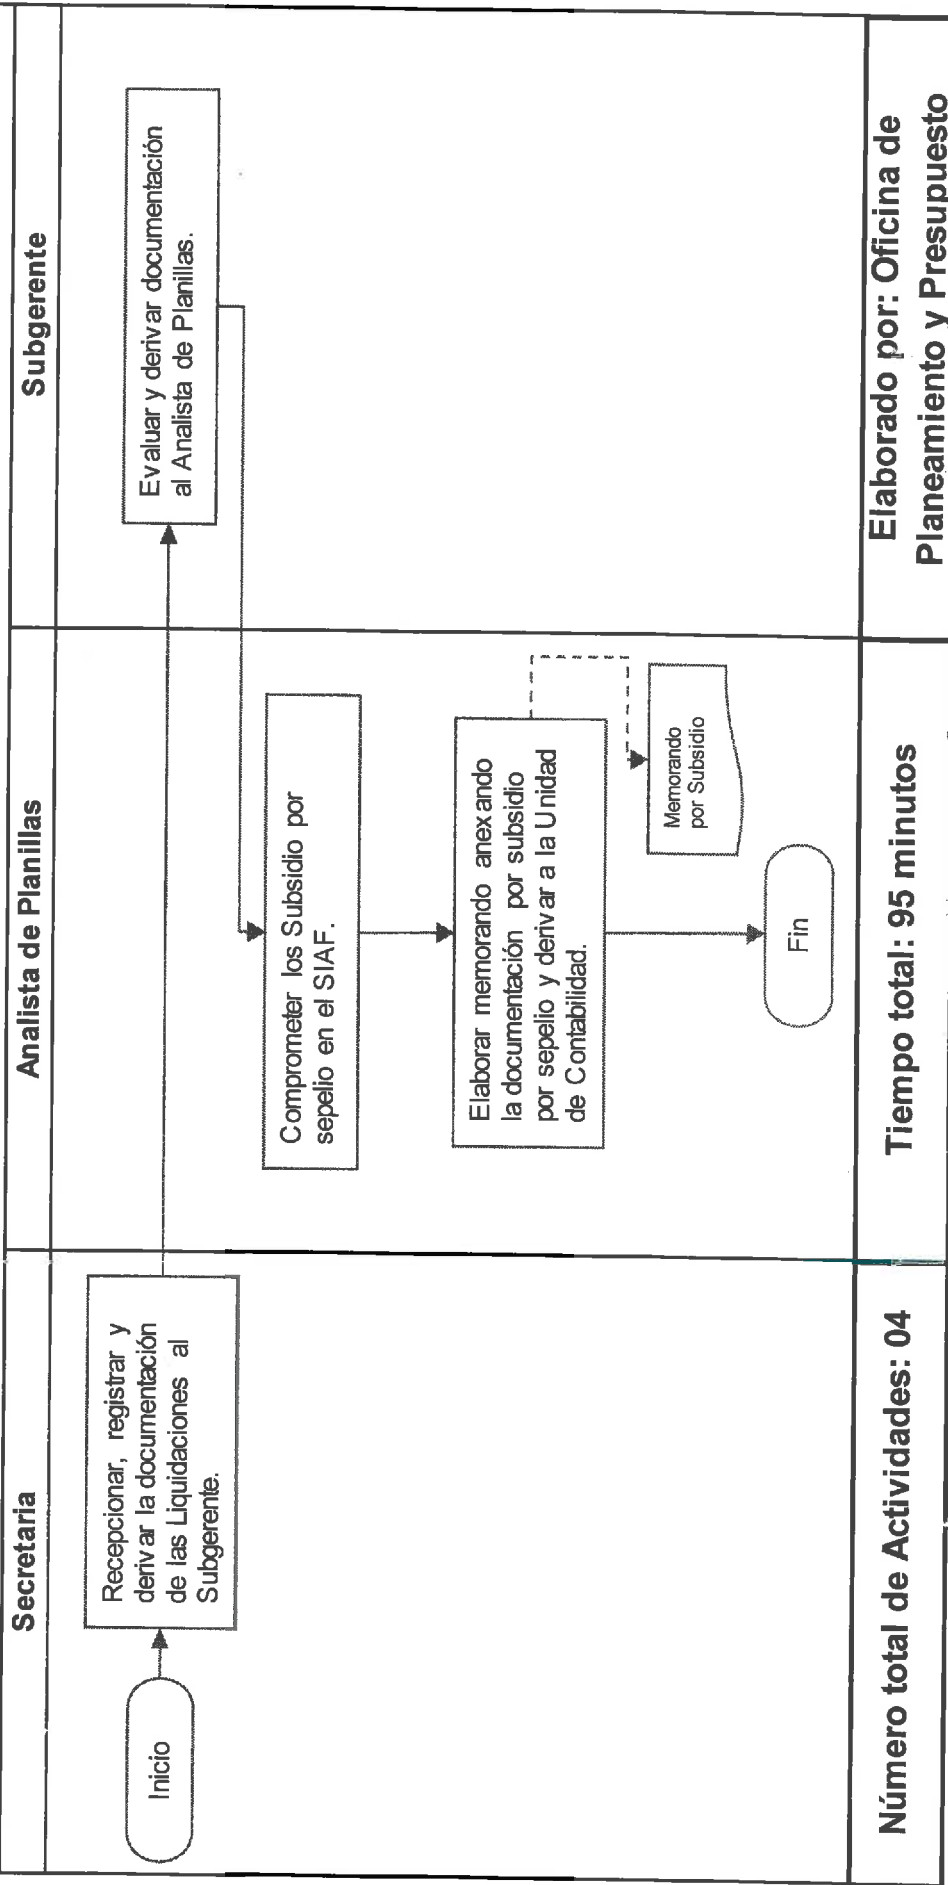 Secretaria
Analista de Planillas
Subgerente
Inicio
Recepcionar, registrar y
derivar la documentación
de las Liquidaciones al
Subgerente.
Evaluar y derivar documentación
al Analista de Planillas.
Comprometer los Subsidio por
sepelio en el SIAF.
Elaborar memorando anexando
la documentación por subsidio
por sepelio y derivar a la Unidad
de Contabilidad.
Memorando
por Subsidio
Fin
Número total de Actividades: 04
Tiempo total: 95 minutos
Elaborado por: Oficina de
Planeamiento y Presupuesto